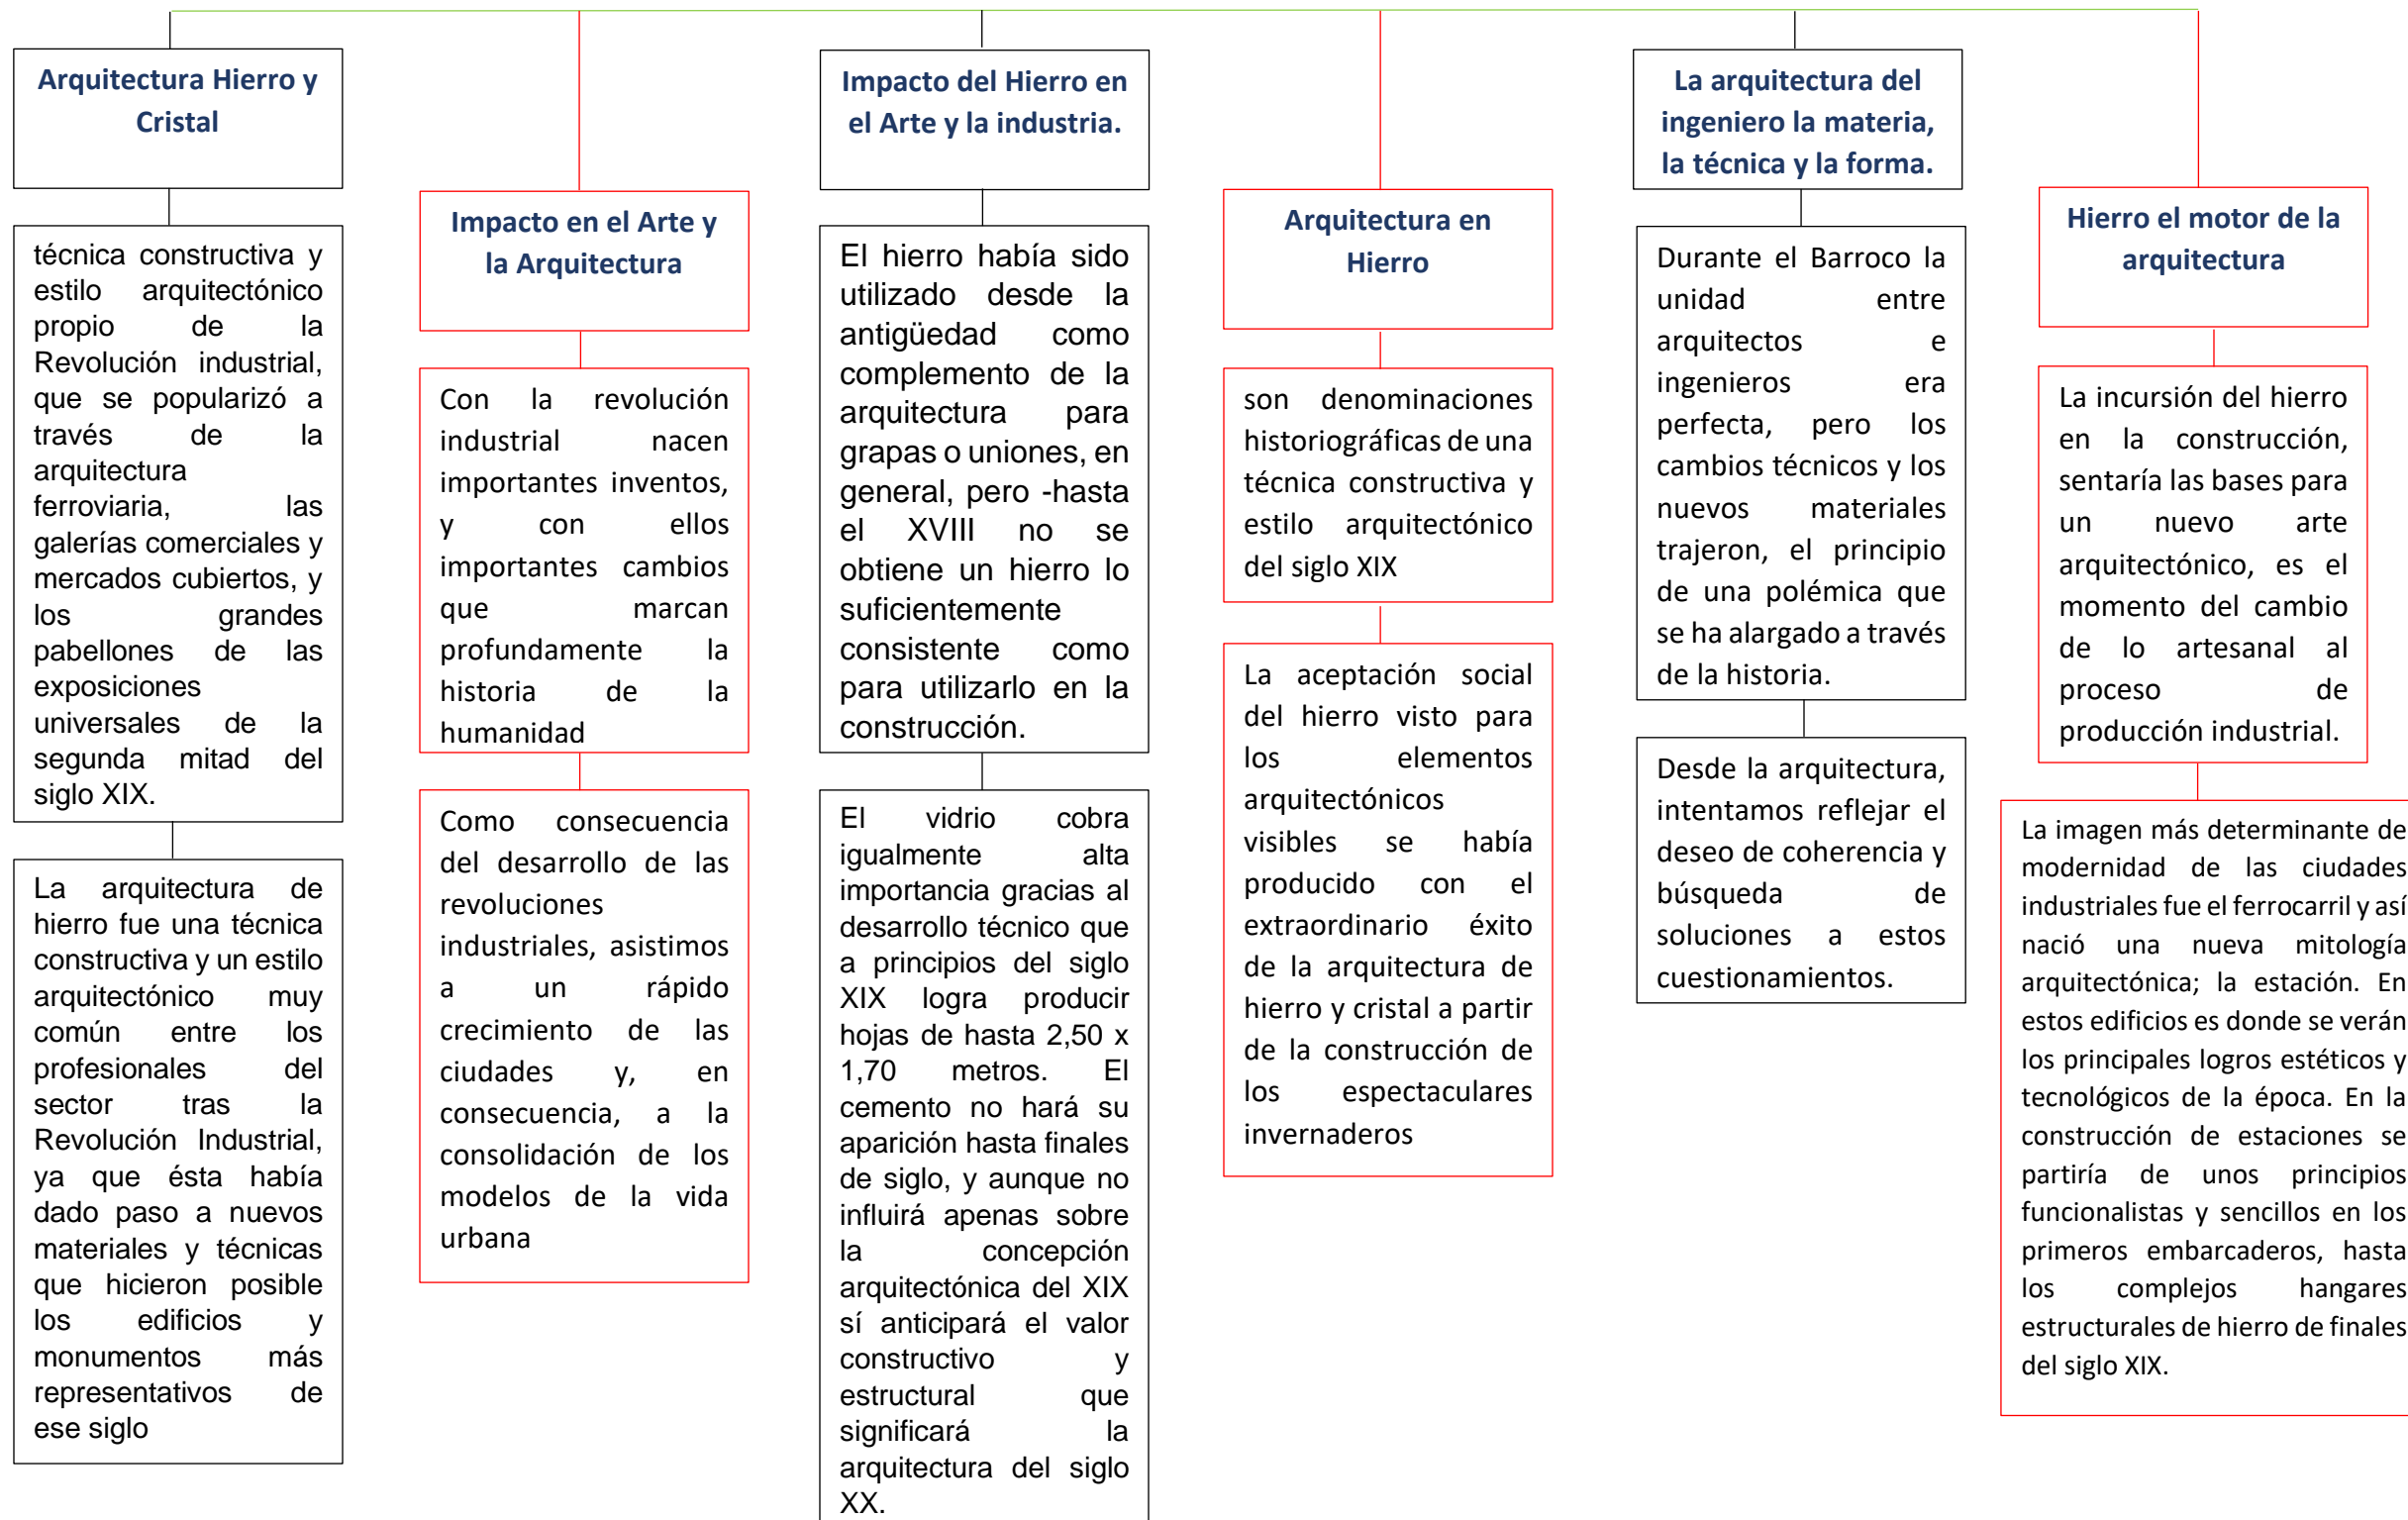 Arquitectura Hierro y
Cristal
técnica constructiva y
estilo arquitectónico
propio de la
Revolución industrial,
que se popularizó a
través de la
arquitectura
ferroviaria, las
galerías comerciales y
mercados cubiertos, y
los grandes
pabellones de las
exposiciones
universales de la
segunda mitad del
siglo XIX.
La arquitectura de
hierro fue una técnica
constructiva y un estilo
arquitectónico muy
común entre los
profesionales del
sector tras la
Revolución Industrial,
ya que ésta había
dado paso a nuevos
materiales y técnicas
que hicieron posible
los edificios y
monumentos más
representativos de
ese siglo
Impacto en el Arte y
la Arquitectura
Con la revolución
industrial nacen
importantes inventos,
y con ellos
importantes cambios
que marcan
profundamente la
historia de la
humanidad
Como consecuencia
del desarrollo de las
revoluciones
industriales, asistimos
a un rápido
crecimiento de las
ciudades y, en
consecuencia, a la
consolidación de los
modelos de la vida
urbana
Impacto del Hierro en
el Arte y la industria.
El hierro había sido
utilizado desde la
antigüedad como
complemento de la
arquitectura para
grapas o uniones, en
general, pero -hasta
el XVIII no se
obtiene un hierro lo
suficientemente
consistente como
para utilizarlo en la
construcción.
El vidrio cobra
igualmente alta
importancia gracias al
desarrollo técnico que
a principios del siglo
XIX logra producir
hojas de hasta 2,50 x
1,70 metros. El
cemento no hará su
aparición hasta finales
de siglo, y aunque no
influirá apenas sobre
la concepción
arquitectónica del XIX
sí anticipará el valor
constructivo y
estructural que
significará la
arquitectura del siglo
XX.
Arquitectura en
Hierro
son denominaciones
historiográficas de una
técnica constructiva y
estilo arquitectónico
del siglo XIX
La aceptación social
del hierro visto para
los elementos
arquitectónicos
visibles se había
producido con el
extraordinario éxito
de la arquitectura de
hierro y cristal a partir
de la construcción de
los espectaculares
invernaderos
La arquitectura del
ingeniero la materia,
la técnica y la forma.
Durante el Barroco la
unidad entre
arquitectos e
ingenieros era
perfecta, pero los
cambios técnicos y los
nuevos materiales
trajeron, el principio
de una polémica que
se ha alargado a través
de la historia.
Desde la arquitectura,
intentamos reflejar el
deseo de coherencia y
búsqueda de
soluciones a estos
cuestionamientos.
Hierro el motor de la
arquitectura
La incursión del hierro
en la construcción,
sentaría las bases para
un nuevo arte
arquitectónico, es el
momento del cambio
de lo artesanal al
proceso de
producción industrial.
La imagen más determinante de
modernidad de las ciudades
industriales fue el ferrocarril y así
nació una nueva mitología
arquitectónica; la estación. En
estos edificios es donde se verán
los principales logros estéticos y
tecnológicos de la época. En la
construcción de estaciones se
partiría de unos principios
funcionalistas y sencillos en los
primeros embarcaderos, hasta
los complejos hangares
estructurales de hierro de finales
del siglo XIX.